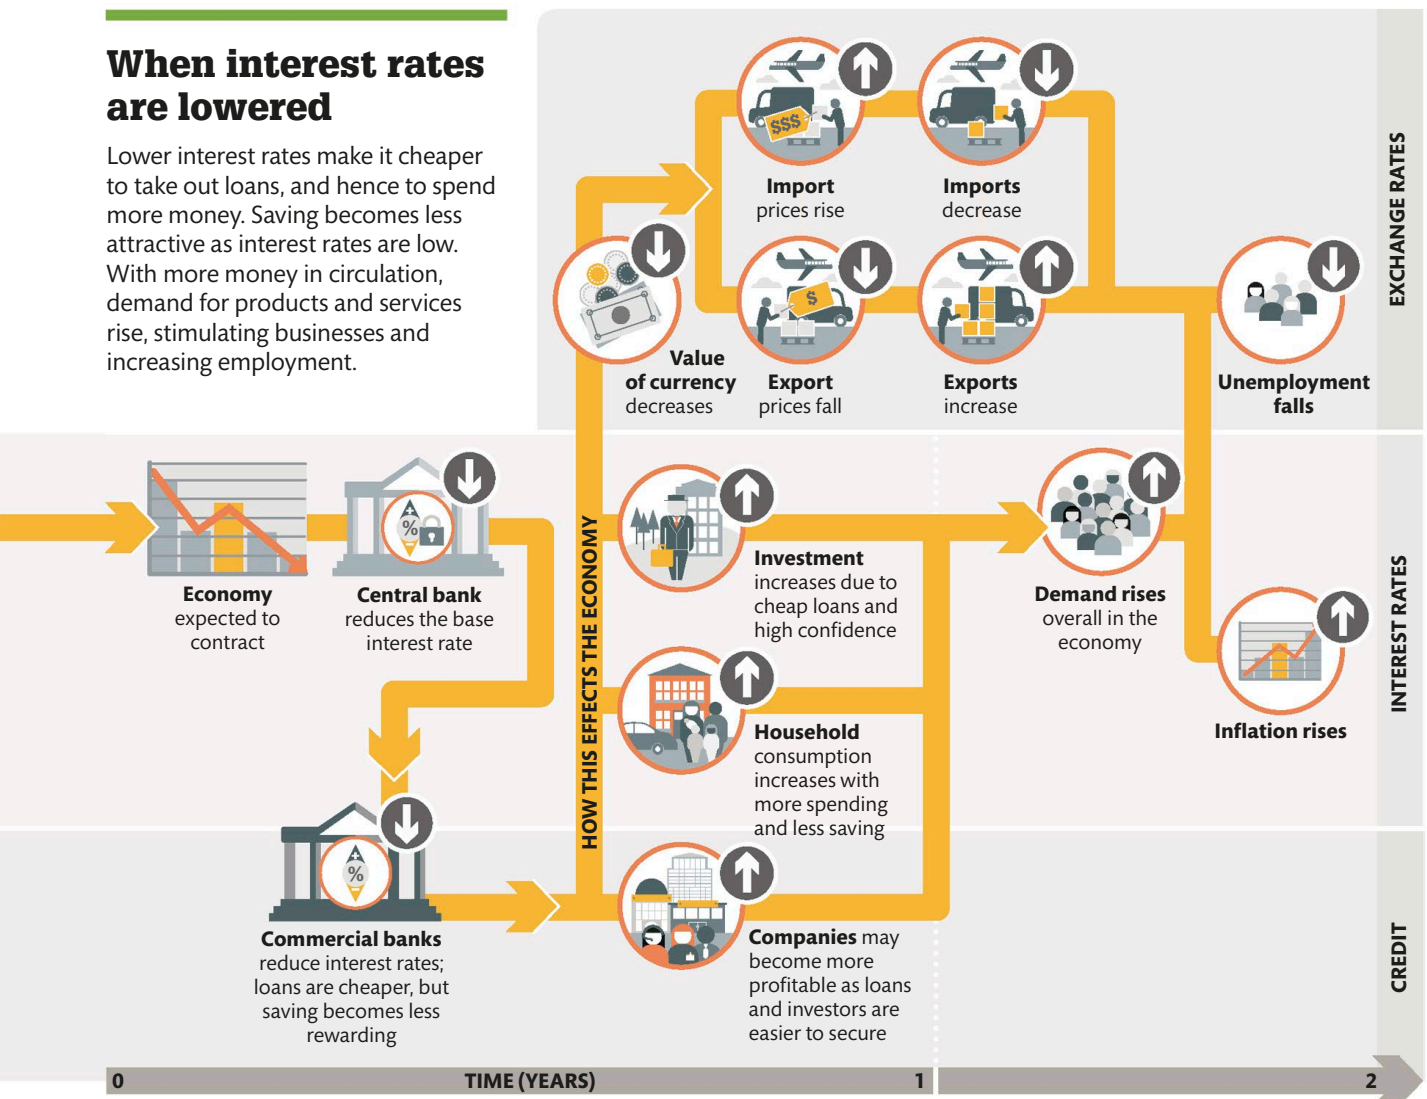 When interest rates
are lowered
Lower interest rates make it cheaper
to take out loans, and hence to spend
more money. Saving becomes less
attractive as interest rates are low.
With more money in circulation,
demand for products and services
rise, stimulating businesses and
increasing employment.
$$$
Import
prices rise
Imports
decrease
Value
of currency
decreases
$
Export
prices fall
Exports
increase
Unemployment
falls
EXCHANGE RATES
Economy
expected to
contract
%
Central bank
reduces the base
interest rate
HOW THIS EFFECTS THE ECONOMY
Investment
increases due to
cheap loans and
high confidence
Demand rises
overall in the
economy
Household
consumption
increases with
more spending
and less saving
Inflation rises
INTEREST RATES
%
Commercial banks
reduce interest rates;
loans are cheaper, but
saving becomes less
rewarding
Companies may
become more
profitable as loans
and investors are
easier to secure
CREDIT
0
TIME (YEARS)
1
2